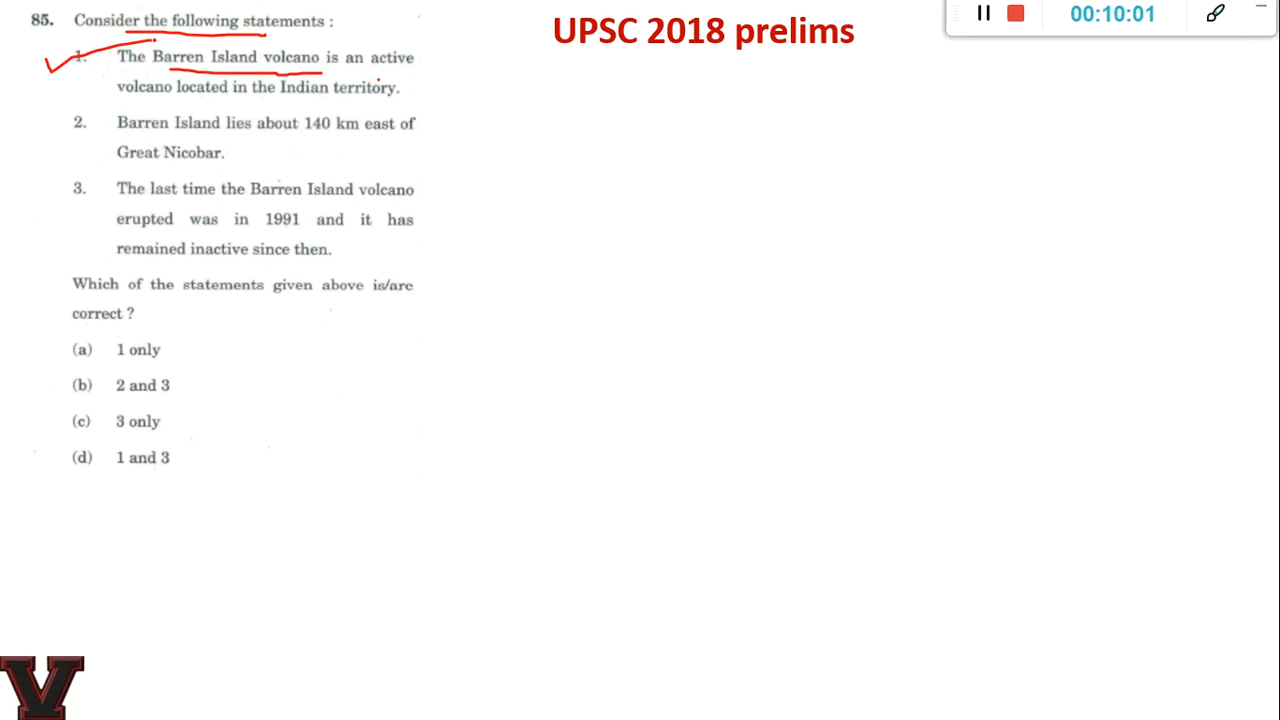 UPSC 2018 prelims
00:10:01
85. Consider the following statements :
1. The Barren Island volcano is an active
volcano located in the Indian territory.
2. Barren Island lies about 140 km east of
Great Nicobar.
3. The last time the Barren Island volcano
erupted was in 1991 and it has
remained inactive since then.
Which of the statements given above is/are
correct ?
(a) 1 only
(b) 2 and 3
(c) 3 only
(d) 1 and 3
V